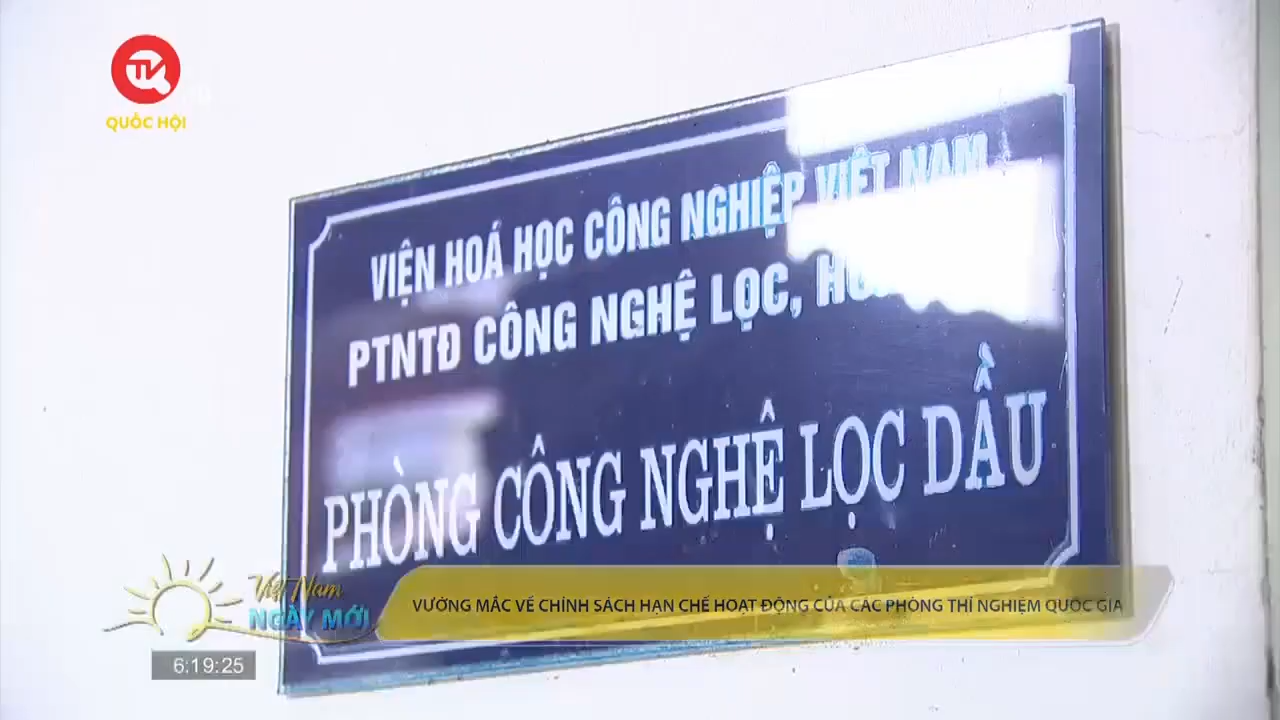 QUỐC HỘI
VIỆN HOÁ HỌC CÔNG NGHIỆP VIỆT NAM
PTNTĐ CÔNG NGHỆ LỌC,
PHÒNG CÔNG NGHỆ LỌC DẦU
Việt Nam
NGÀY MỚI
VƯỚNG MẮC VỀ CHÍNH SÁCH HẠN CHẾ HOẠT ĐỘNG CỦA CÁC PHÒNG THÍ NGHIỆM QUỐC GIA
6:19:25